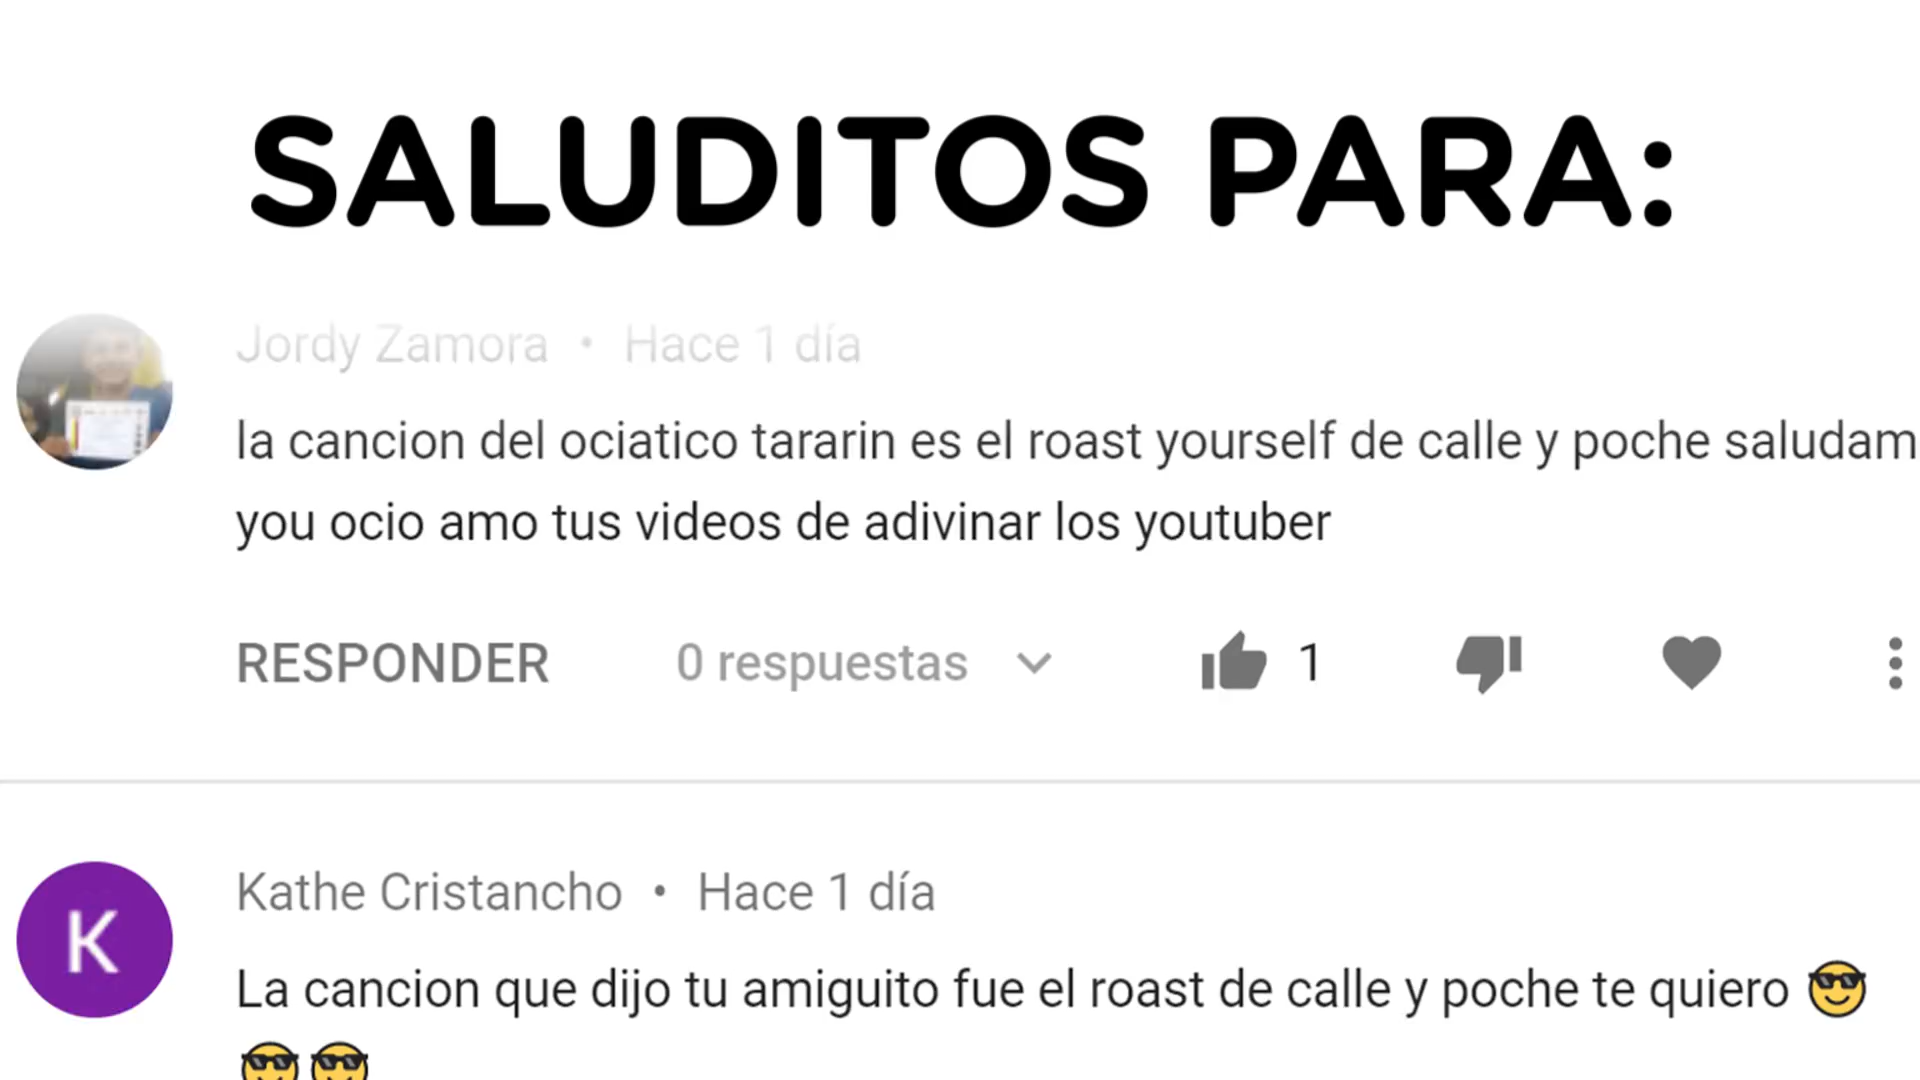 SALUDITOS PARA:
Jordy Zamora • Hace 1 día
la cancion del ociatico tararin es el roast yourself de calle y poche saludam
you ocio amo tus videos de adivinar los youtuber
RESPONDER 0 respuestas 1
K
Kathe Cristancho • Hace 1 día
La cancion que dijo tu amiguito fue el roast de calle y poche te quiero 😎
😎😎